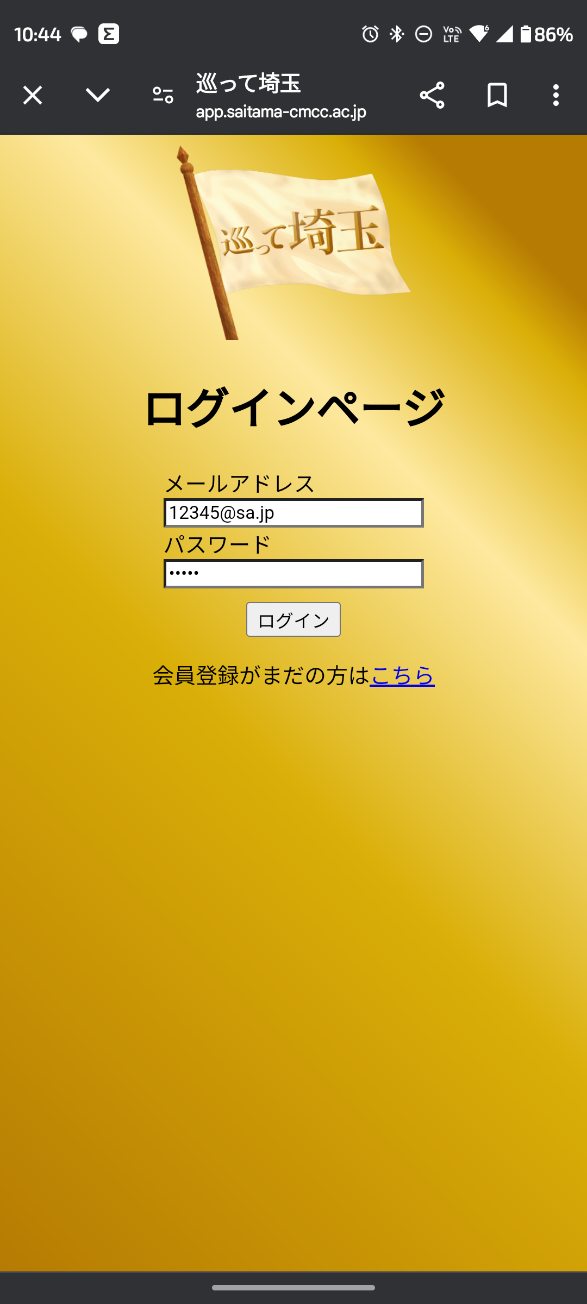 10:44
Vo
LTE
6
86%
巡って埼玉
app.saitama-cmcc.ac.jp
巡って埼玉
ログインページ
メールアドレス
12345@sa.jp
パスワード
•••••
ログイン
会員登録がまだの方はこちら